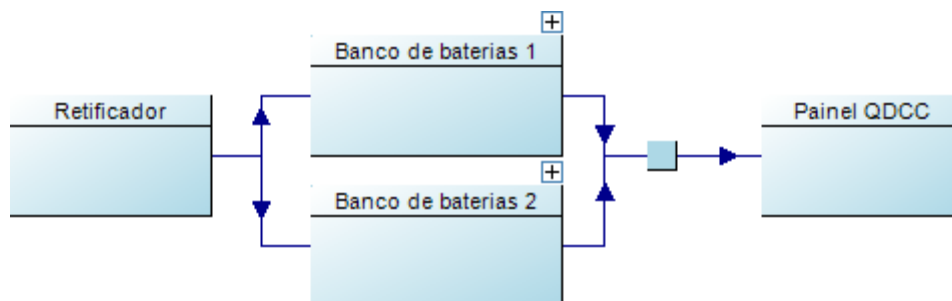 Banco de baterias 1
Retificador
Painel QDCC
Banco de baterias 2